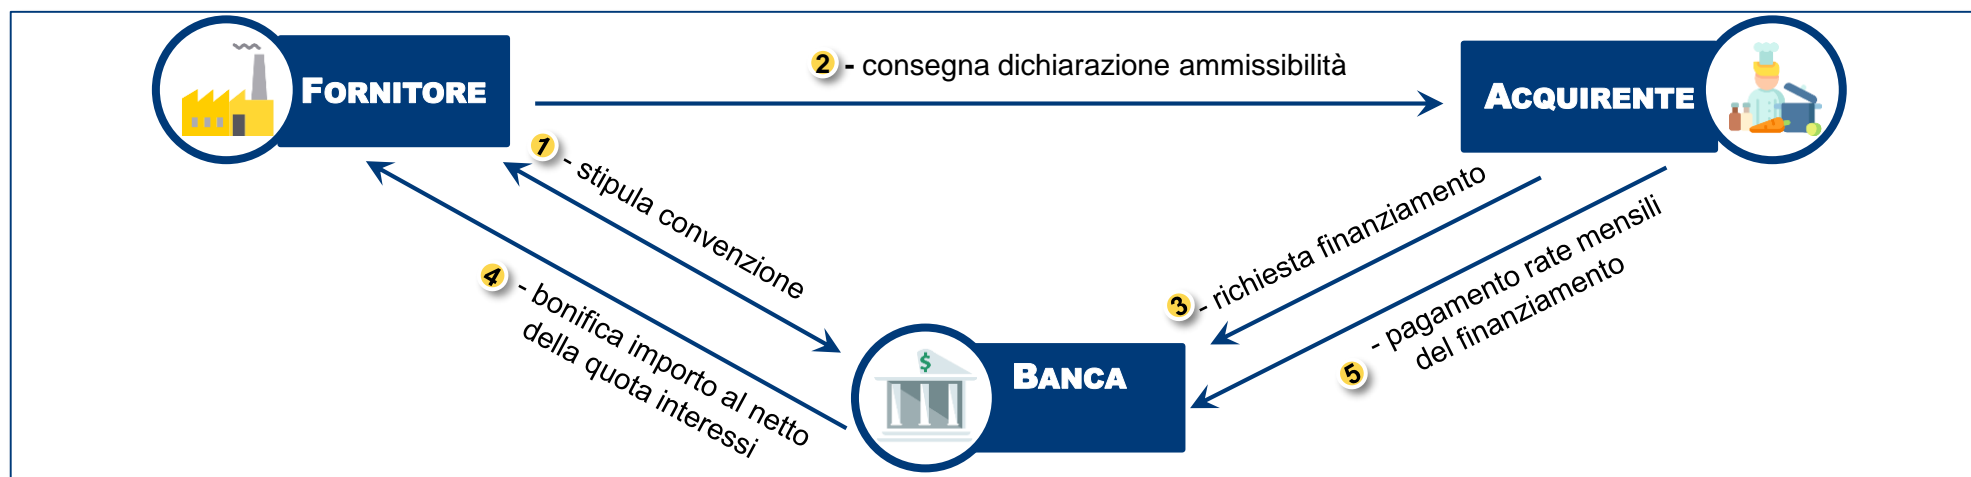 FORNITORE
2 - consegna dichiarazione ammissibilità
ACQUIRENTE
1 - stipula convenzione
3 - richiesta finanziamento
4 - bonifica importo al netto
della quota interessi
5 - pagamento rate mensili
del finanziamento
$
BANCA